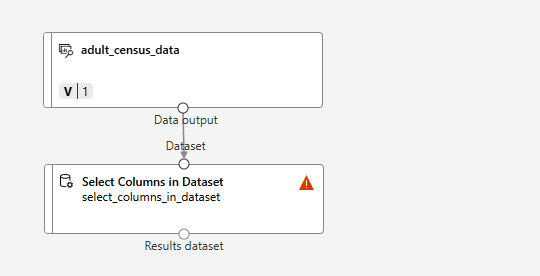 adult_census_data
V 1
Data output
Dataset
Select Columns in Dataset
select_columns_in_dataset
Results dataset